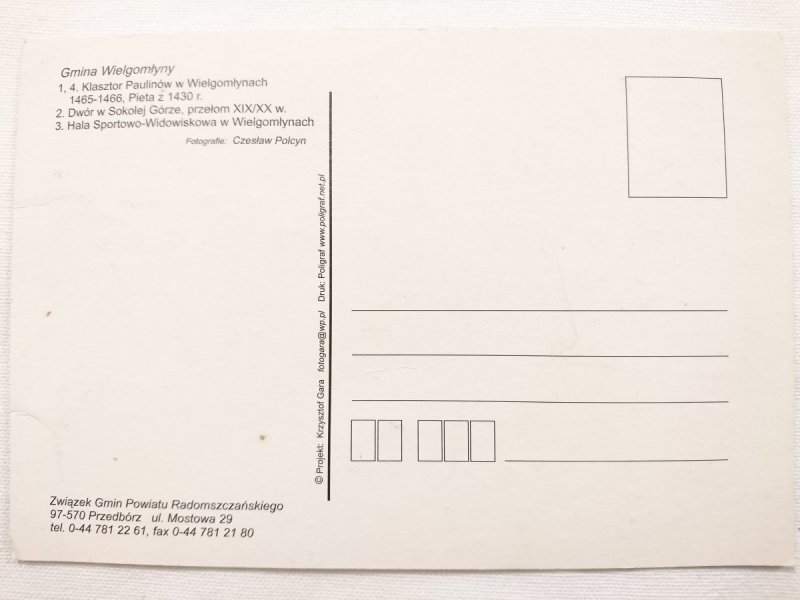 Gmina Wielgomłyny
1, 4. Klasztor Paulinów w Wielgomłynach
1465-1466, Pieta z 1430 r.
2. Dwór w Sokolej Górze, przełom XIX/XX w.
3. Hala Sportowo-Widowiskowa w Wielgomłynach
Fotografie: Czesław Polcyn
© Projekt: Krzysztof Gara fotogara@wp.pl Druk: Poligraf www.poligraf.net.pl
Związek Gmin Powiatu Radomszczańskiego
97-570 Przedbórz ul. Mostowa 29
tel. 0-44 781 22 61, fax 0-44 781 21 80